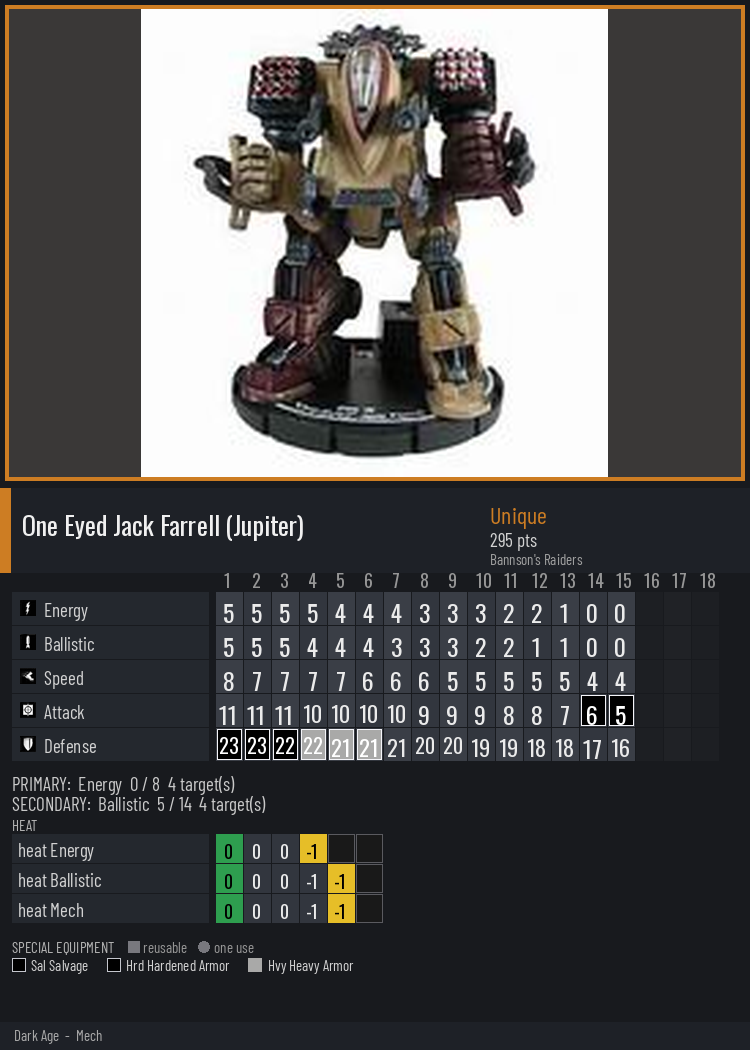 One Eyed Jack Farrell (Jupiter)
Unique
295 pts
Bannson's Raiders
1 2 3 4 5 6 7 8 9 10 11 12 13 14 15 16 17 18
Energy 5 5 5 5 4 4 4 3 3 3 2 2 1 0 0
Ballistic 5 5 5 4 4 4 3 3 3 2 2 1 1 0 0
Speed 8 7 7 7 7 6 6 6 5 5 5 5 5 4 4
Attack 11 11 11 10 10 10 10 9 9 9 8 8 7 6 5
Defense 23 23 22 22 21 21 21 20 20 19 19 18 18 17 16
PRIMARY: Energy 0 / 8 4 target(s)
SECONDARY: Ballistic 5 / 14 4 target(s)
HEAT
heat Energy 0 0 0 -1
heat Ballistic 0 0 0 -1 -1
heat Mech 0 0 0 -1 -1
SPECIAL EQUIPMENT reusable one use
Sal Salvage Hrd Hardened Armor Hvy Heavy Armor
Dark Age - Mech